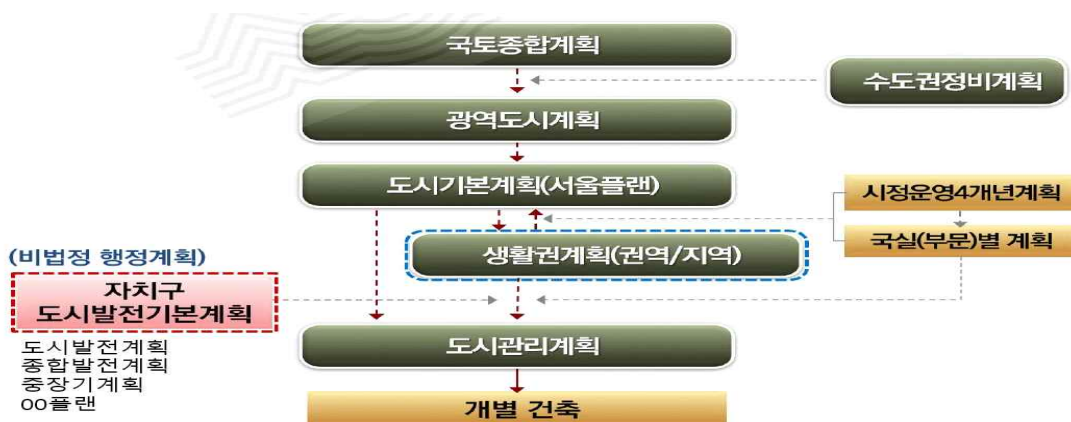 국토종합계획
수도권정비계획
광역도시계획
도시기본계획(서울플랜)
시정운영4개년계획
국실(부문)별 계획
생활권계획(권역/지역)
(비법정 행정계획)
자치구
도시발전기본계획
도시발전계획
종합발전계획
중장기계획
OO플랜
도시관리계획
개별 건축